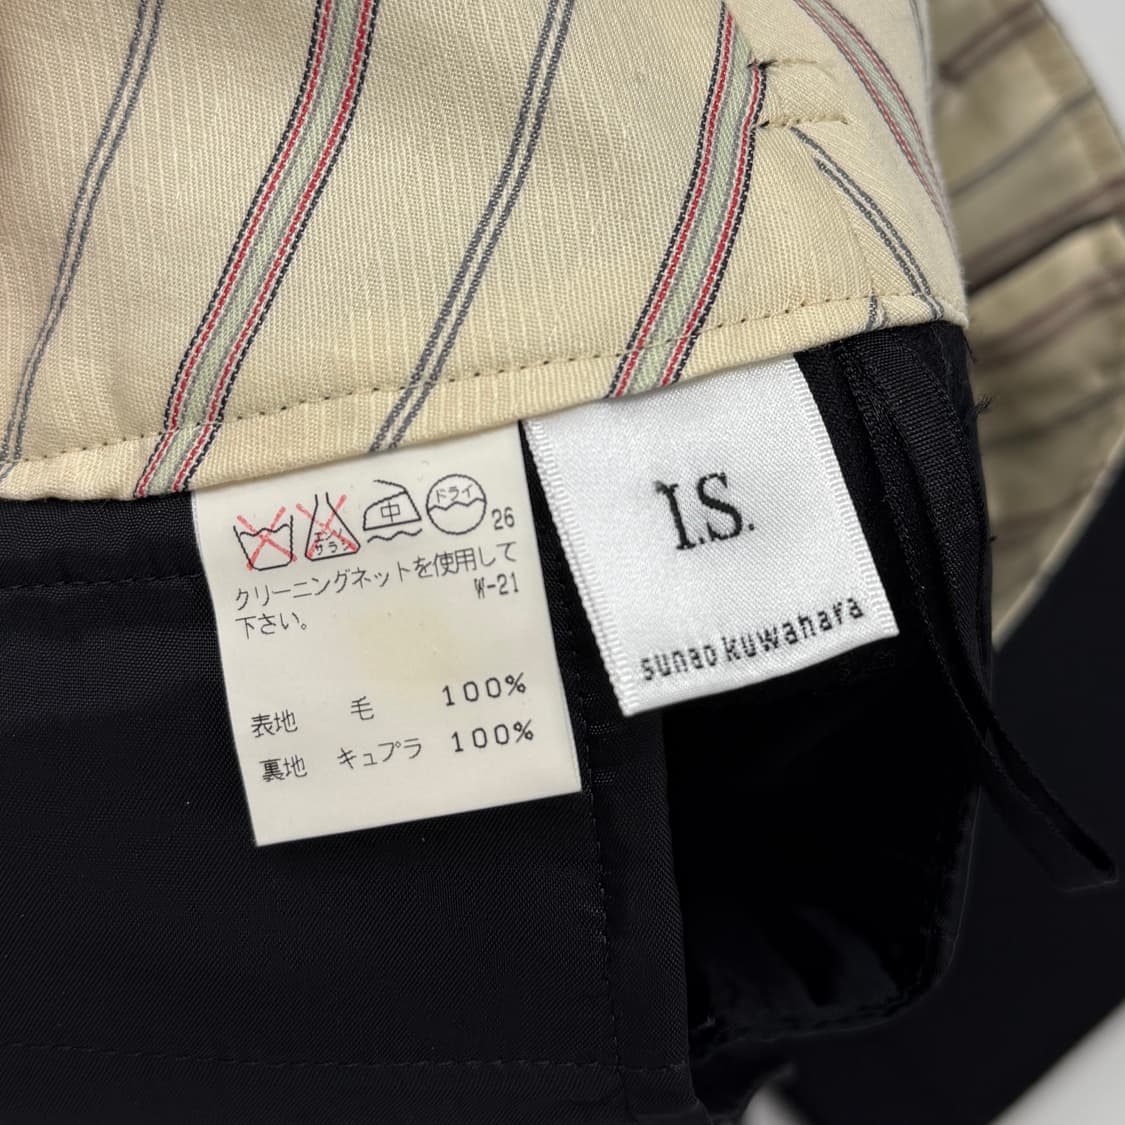 エンソ
サラシ
中
ドライ
26
クリーニングネットを使用して
下さい。
W-21
表地 毛 100%
裏地 キュプラ 100%
I.S.
sunao kuwahara